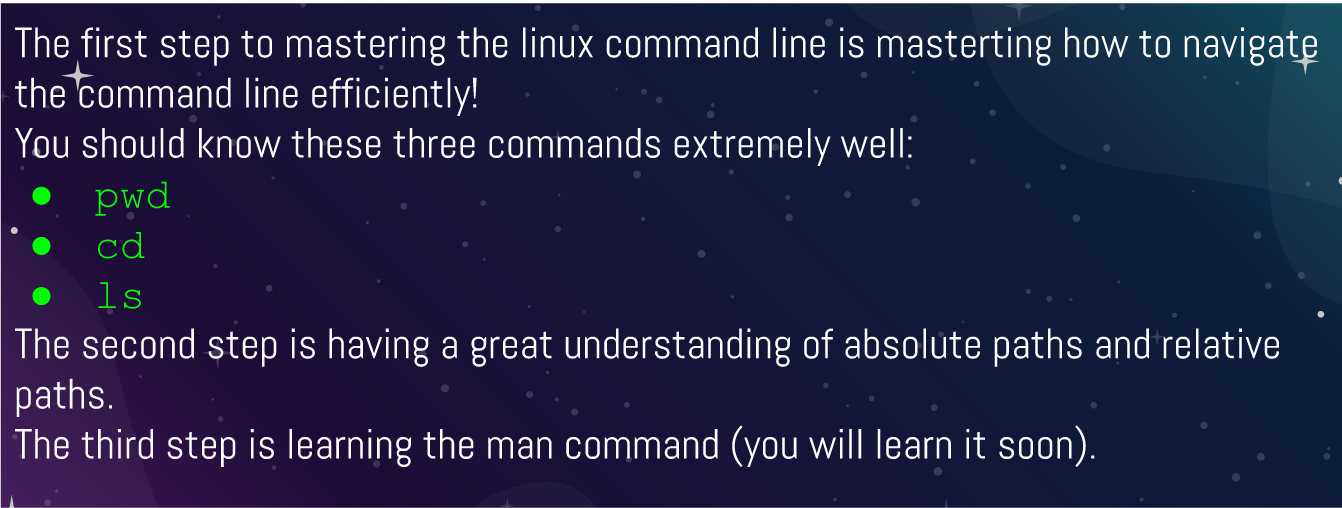 The first step to mastering the linux command line is masterting how to navigate
the command line efficiently!
You should know these three commands extremely well:
● pwd
● cd
● ls
The second step is having a great understanding of absolute paths and relative
paths.
The third step is learning the man command (you will learn it soon).